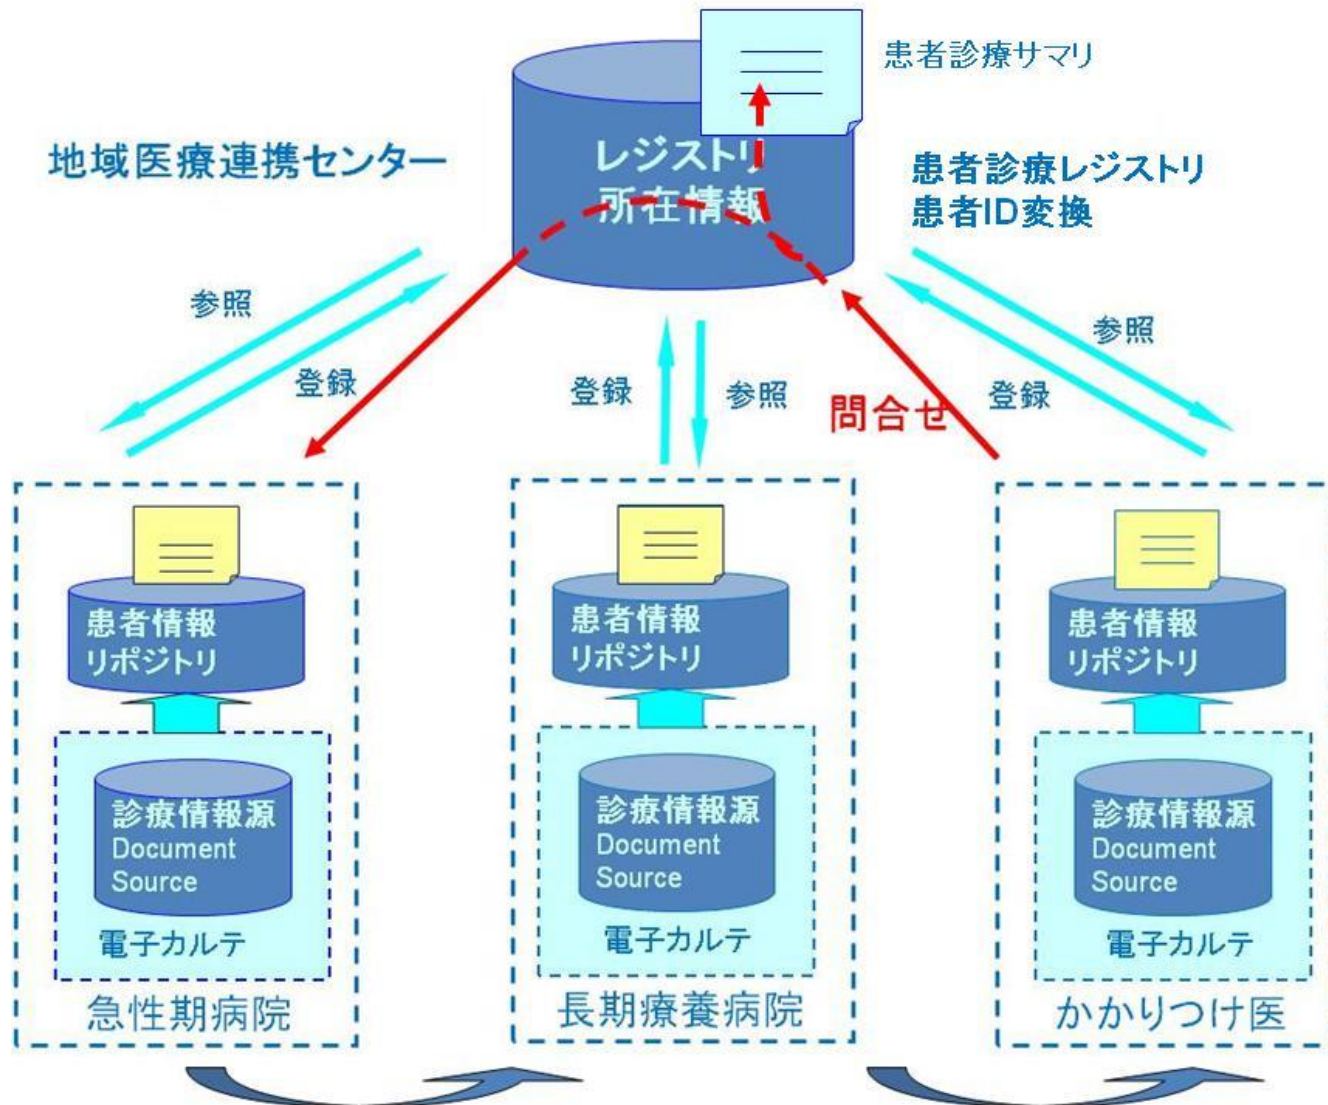 患者診療サマリ
地域医療連携センター
レジストリ
所在情報
患者診療レジストリ
患者ID変換
参照
登録
登録
参照
問合せ
登録
参照
患者情報
リポジトリ
診療情報源
Document
Source
電子カルテ
急性期病院
患者情報
リポジトリ
診療情報源
Document
Source
電子カルテ
長期療養病院
患者情報
リポジトリ
診療情報源
Document
Source
電子カルテ
かかりつけ医